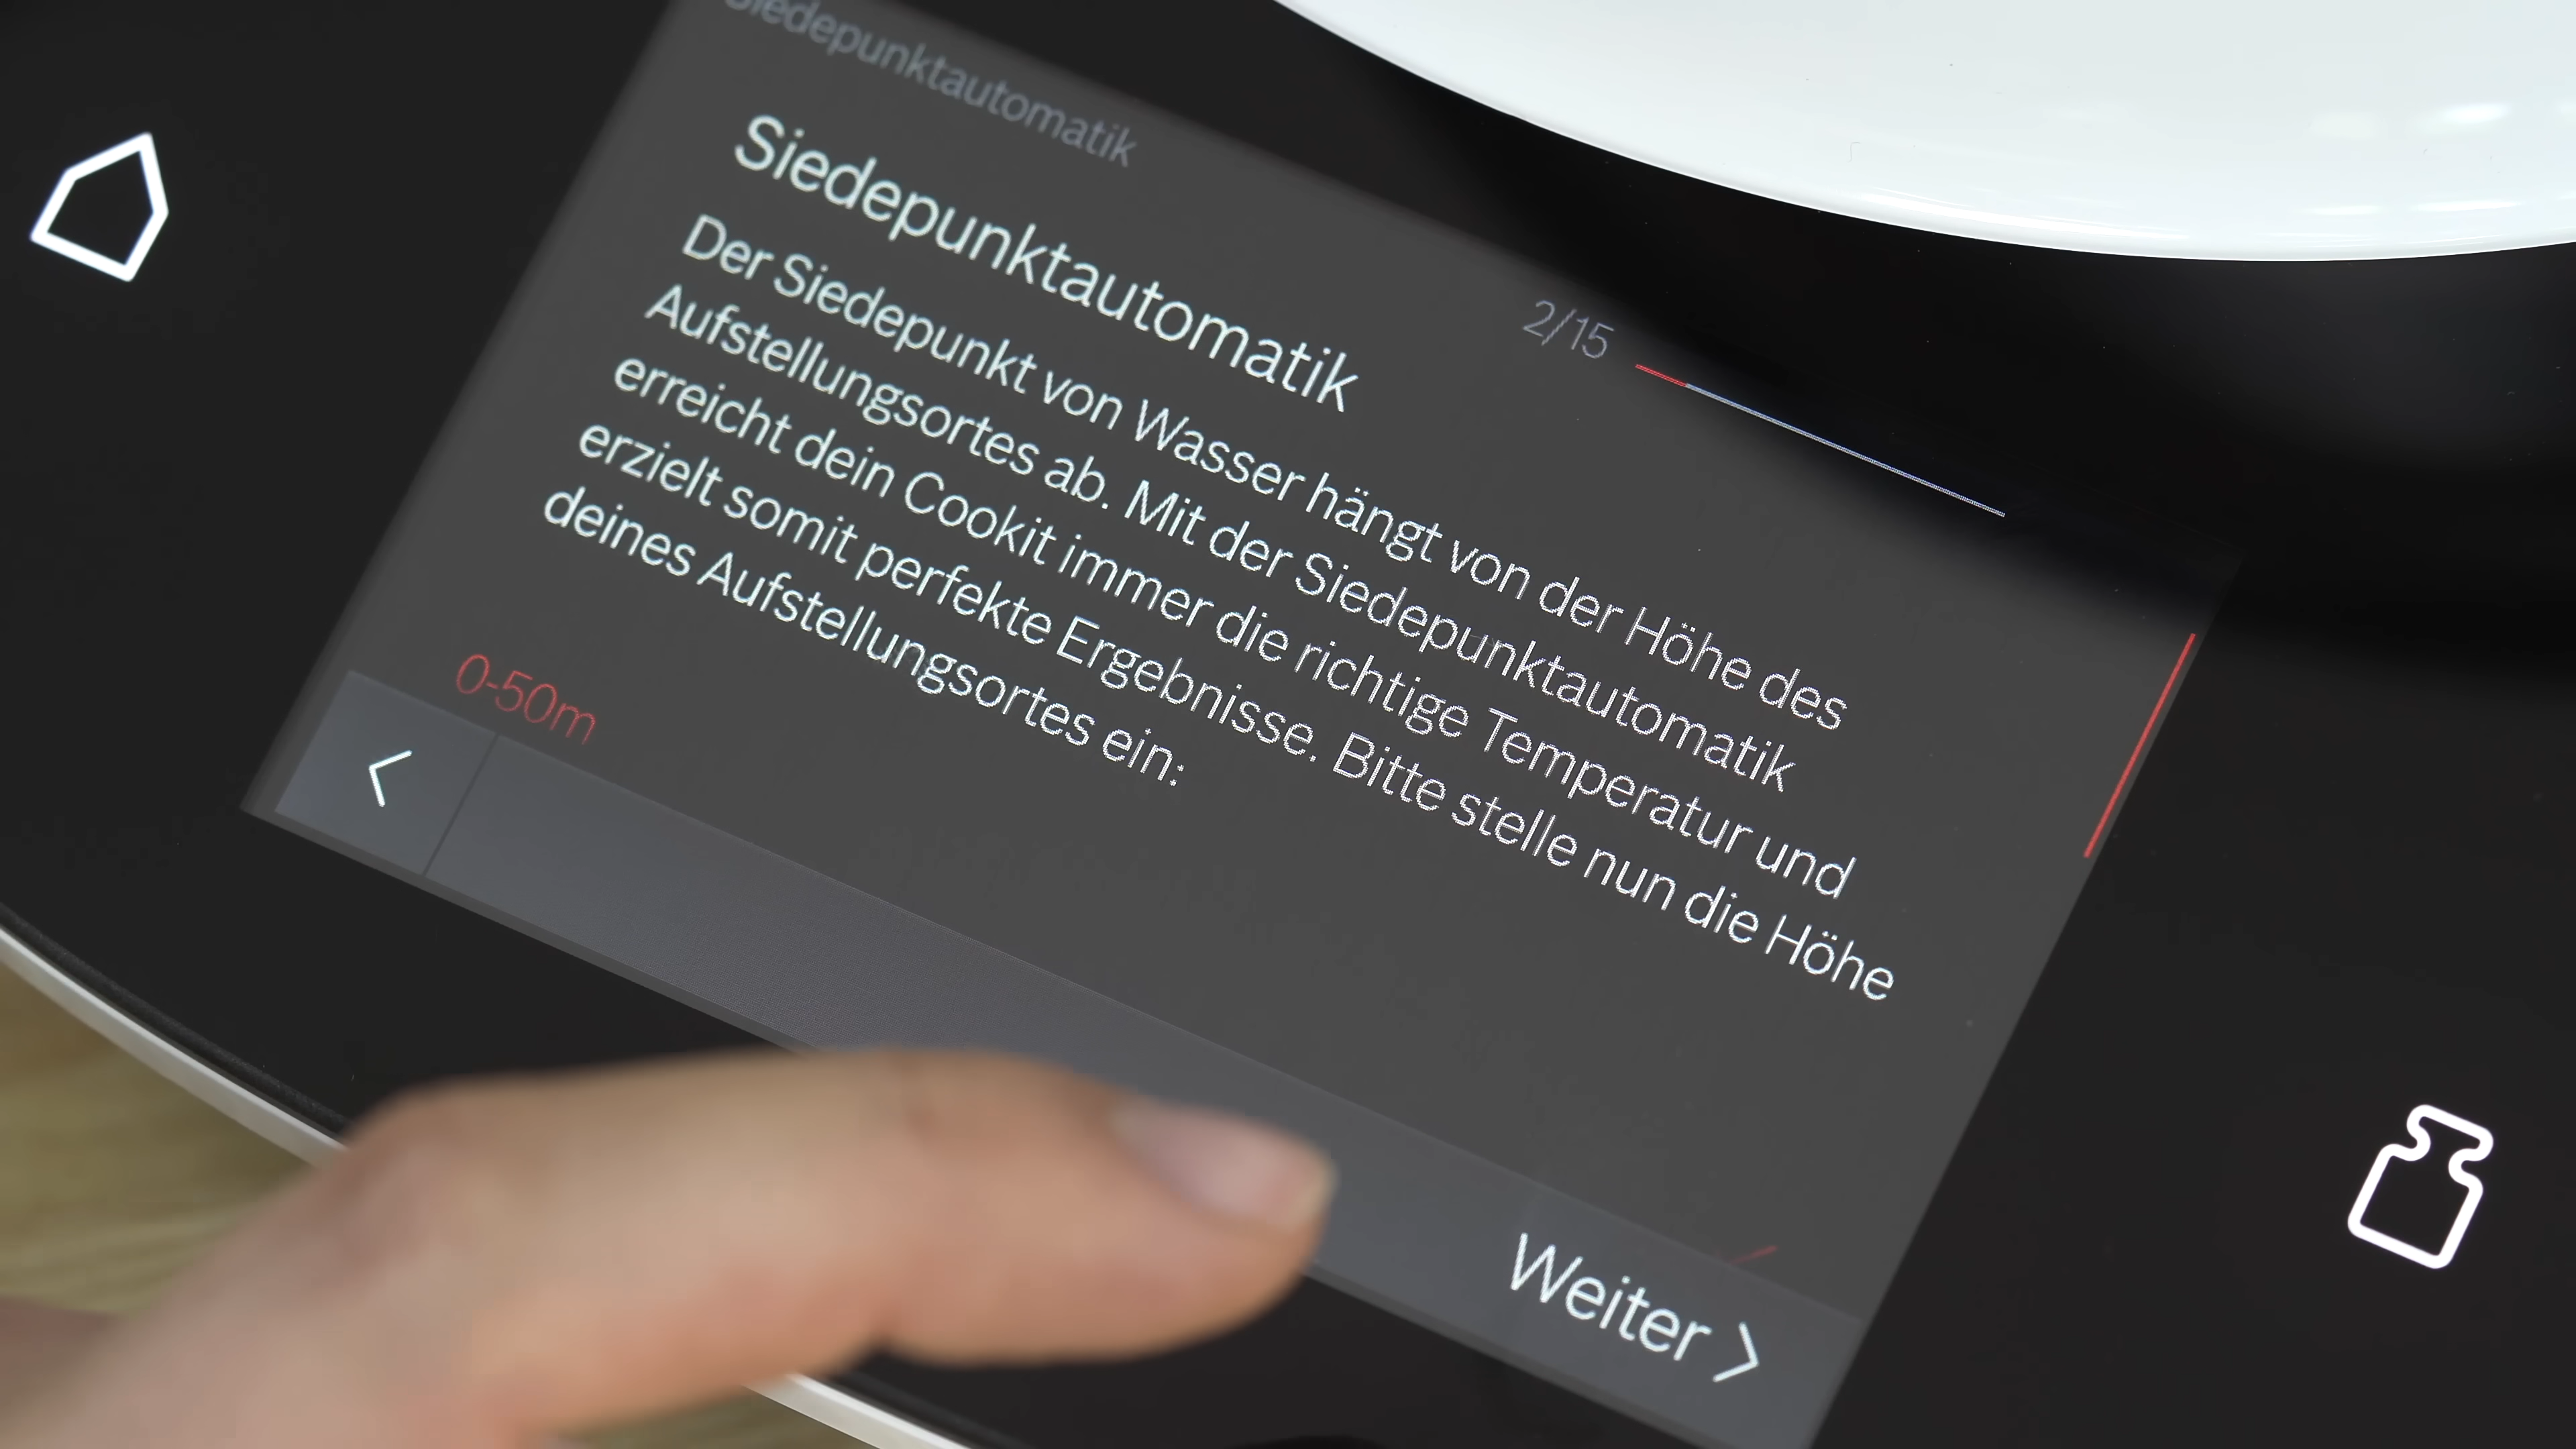 Siedepunktautomatik
2/15
Siedepunktautomatik
Der Siedepunkt von Wasser hängt von der Höhe des
Aufstellungsortes ab. Mit der Siedepunktautomatik
erreicht dein Cookit immer die richtige Temperatur und
erzielt somit perfekte Ergebnisse. Bitte stelle nun die Höhe
deines Aufstellungsortes ein:
0-50m
Weiter